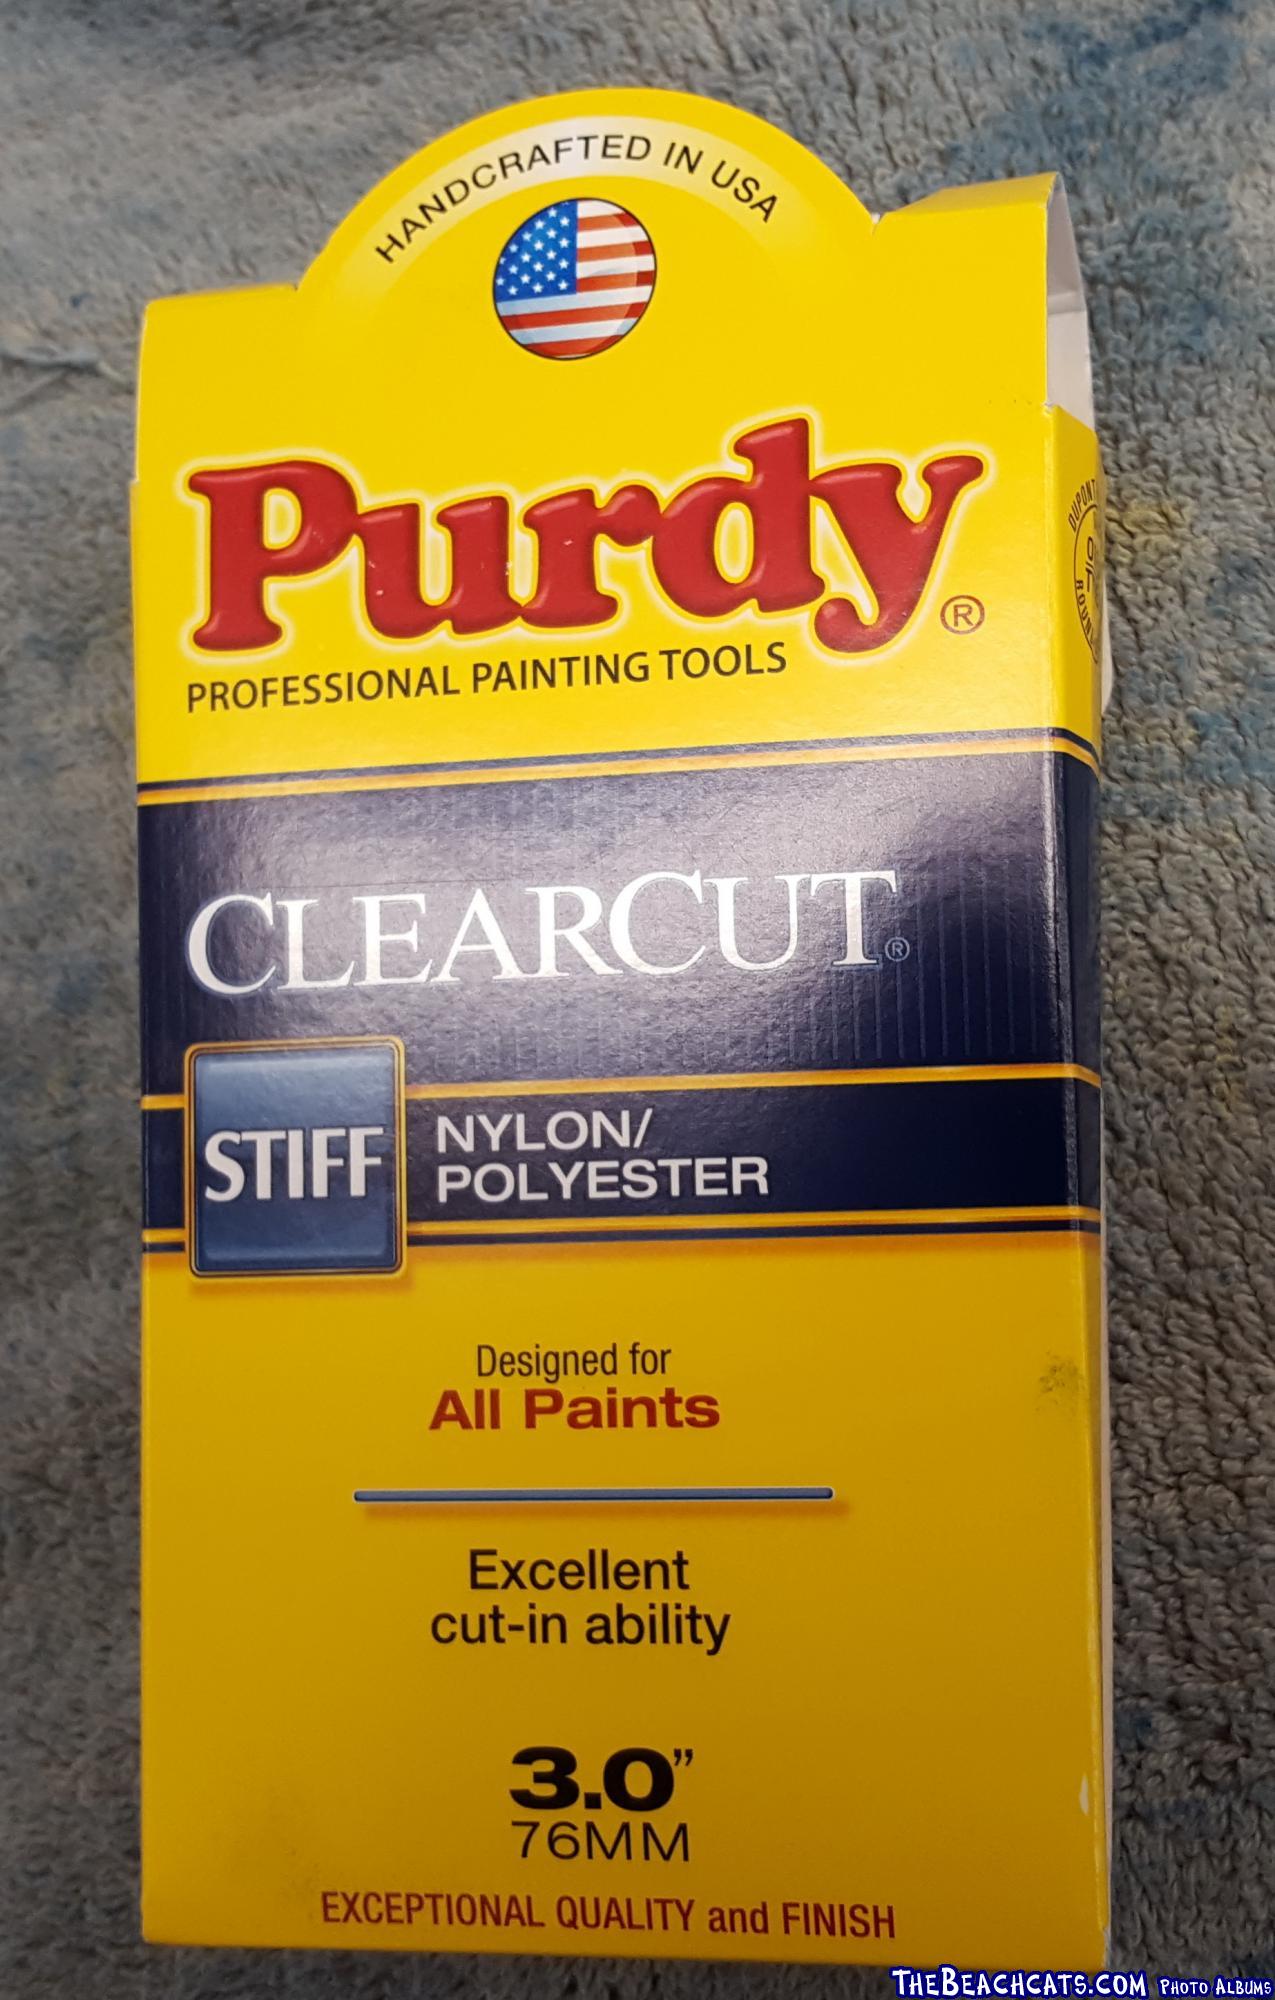 HANDCRAFTED IN USA
Purdy®
PROFESSIONAL PAINTING TOOLS
DUPONT
CLEARCUT®
STIFF
NYLON/
POLYESTER
Designed for
All Paints
Excellent
cut-in ability
3.0”
76MM
EXCEPTIONAL QUALITY and FINISH
THEBEACHCATS.COM PHOTO ALBUMS